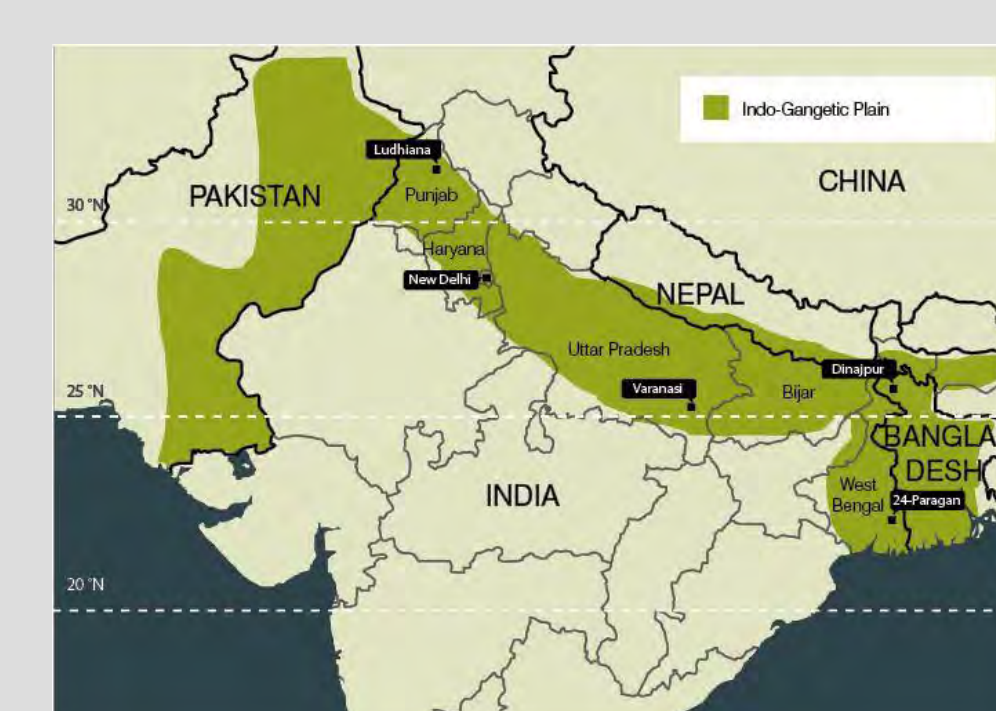 Indo-Gangetic Plain
Ludhiana
CHINA
PAKISTAN
Punjab
30 °N
Haryana
New Delhi
NEPAL
Uttar Pradesh
Dinajpur
Varanasi
Bijar
25 °N
BANGLA
DESH
INDIA
West
Bengal
24-Paragan
20 °N